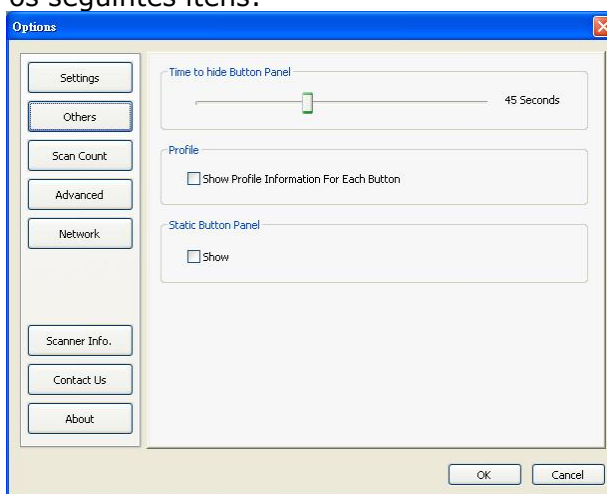 os seguintes itens:
Options
Settings
Others
Scan Count
Advanced
Network
Scanner Info.
Contact Us
About
Time to hide Button Panel
45 Seconds
Profile
Show Profile Information For Each Button
Static Button Panel
Show
OK
Cancel